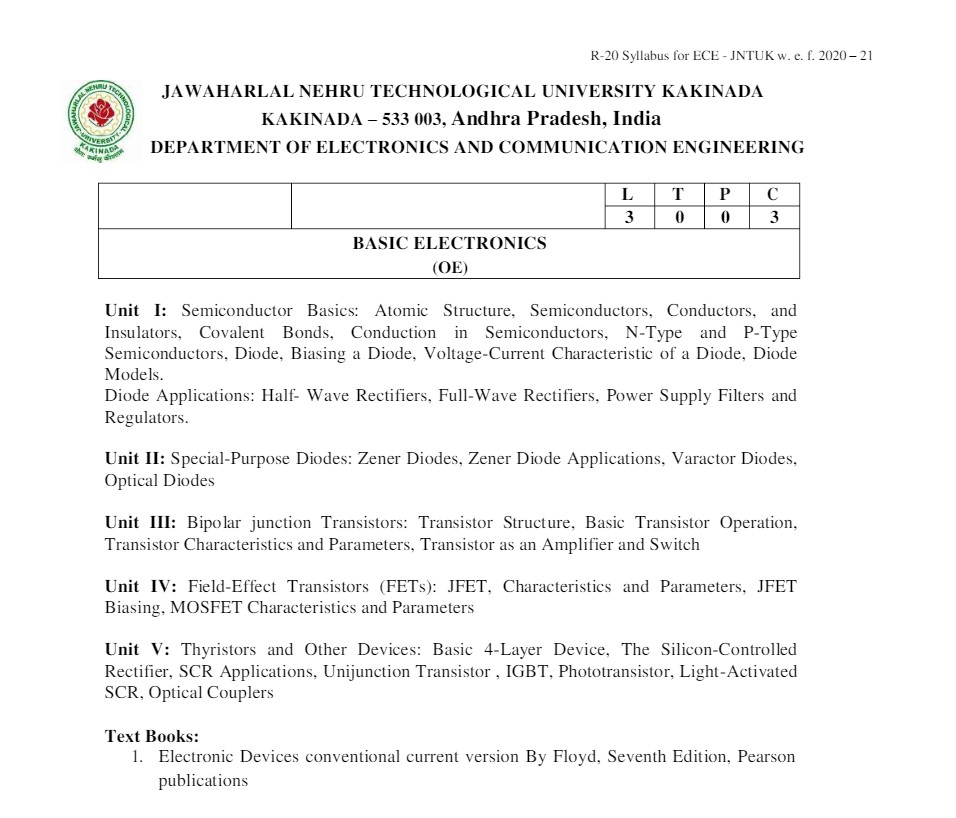 R-20 Syllabus for ECE - JNTUK w. e. f. 2020 – 21
JAWAHARLAL NEHRU TECHNOLOGICAL UNIVERSITY KAKINADA
KAKINADA – 533 003, Andhra Pradesh, India
DEPARTMENT OF ELECTRONICS AND COMMUNICATION ENGINEERING
JAWAHARLAL NEHRU TECHNOLOGICAL
UNIVERSITY
KAKINADA
L T P C
3 0 0 3
BASIC ELECTRONICS
(OE)
Unit I: Semiconductor Basics: Atomic Structure, Semiconductors, Conductors, and
Insulators, Covalent Bonds, Conduction in Semiconductors, N-Type and P-Type
Semiconductors, Diode, Biasing a Diode, Voltage-Current Characteristic of a Diode, Diode
Models.
Diode Applications: Half- Wave Rectifiers, Full-Wave Rectifiers, Power Supply Filters and
Regulators.
Unit II: Special-Purpose Diodes: Zener Diodes, Zener Diode Applications, Varactor Diodes,
Optical Diodes
Unit III: Bipolar junction Transistors: Transistor Structure, Basic Transistor Operation,
Transistor Characteristics and Parameters, Transistor as an Amplifier and Switch
Unit IV: Field-Effect Transistors (FETs): JFET, Characteristics and Parameters, JFET
Biasing, MOSFET Characteristics and Parameters
Unit V: Thyristors and Other Devices: Basic 4-Layer Device, The Silicon-Controlled
Rectifier, SCR Applications, Unijunction Transistor , IGBT, Phototransistor, Light-Activated
SCR, Optical Couplers
Text Books:
1. Electronic Devices conventional current version By Floyd, Seventh Edition, Pearson
publications